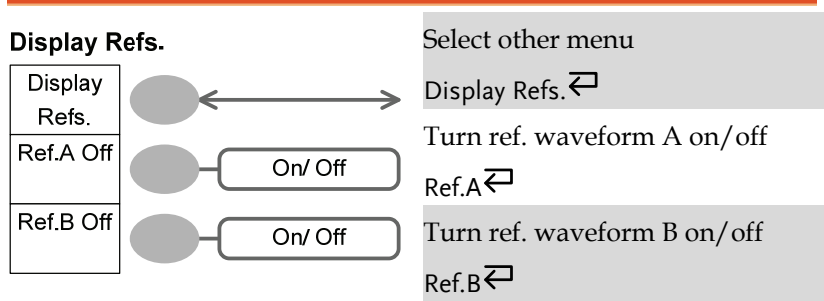 Display Refs.
Display
Refs.
Ref.A Off
On/ Off
Ref.B Off
On/ Off
Select other menu
Display Refs.
Turn ref. waveform A on/off
Ref.A
Turn ref. waveform B on/off
Ref.B